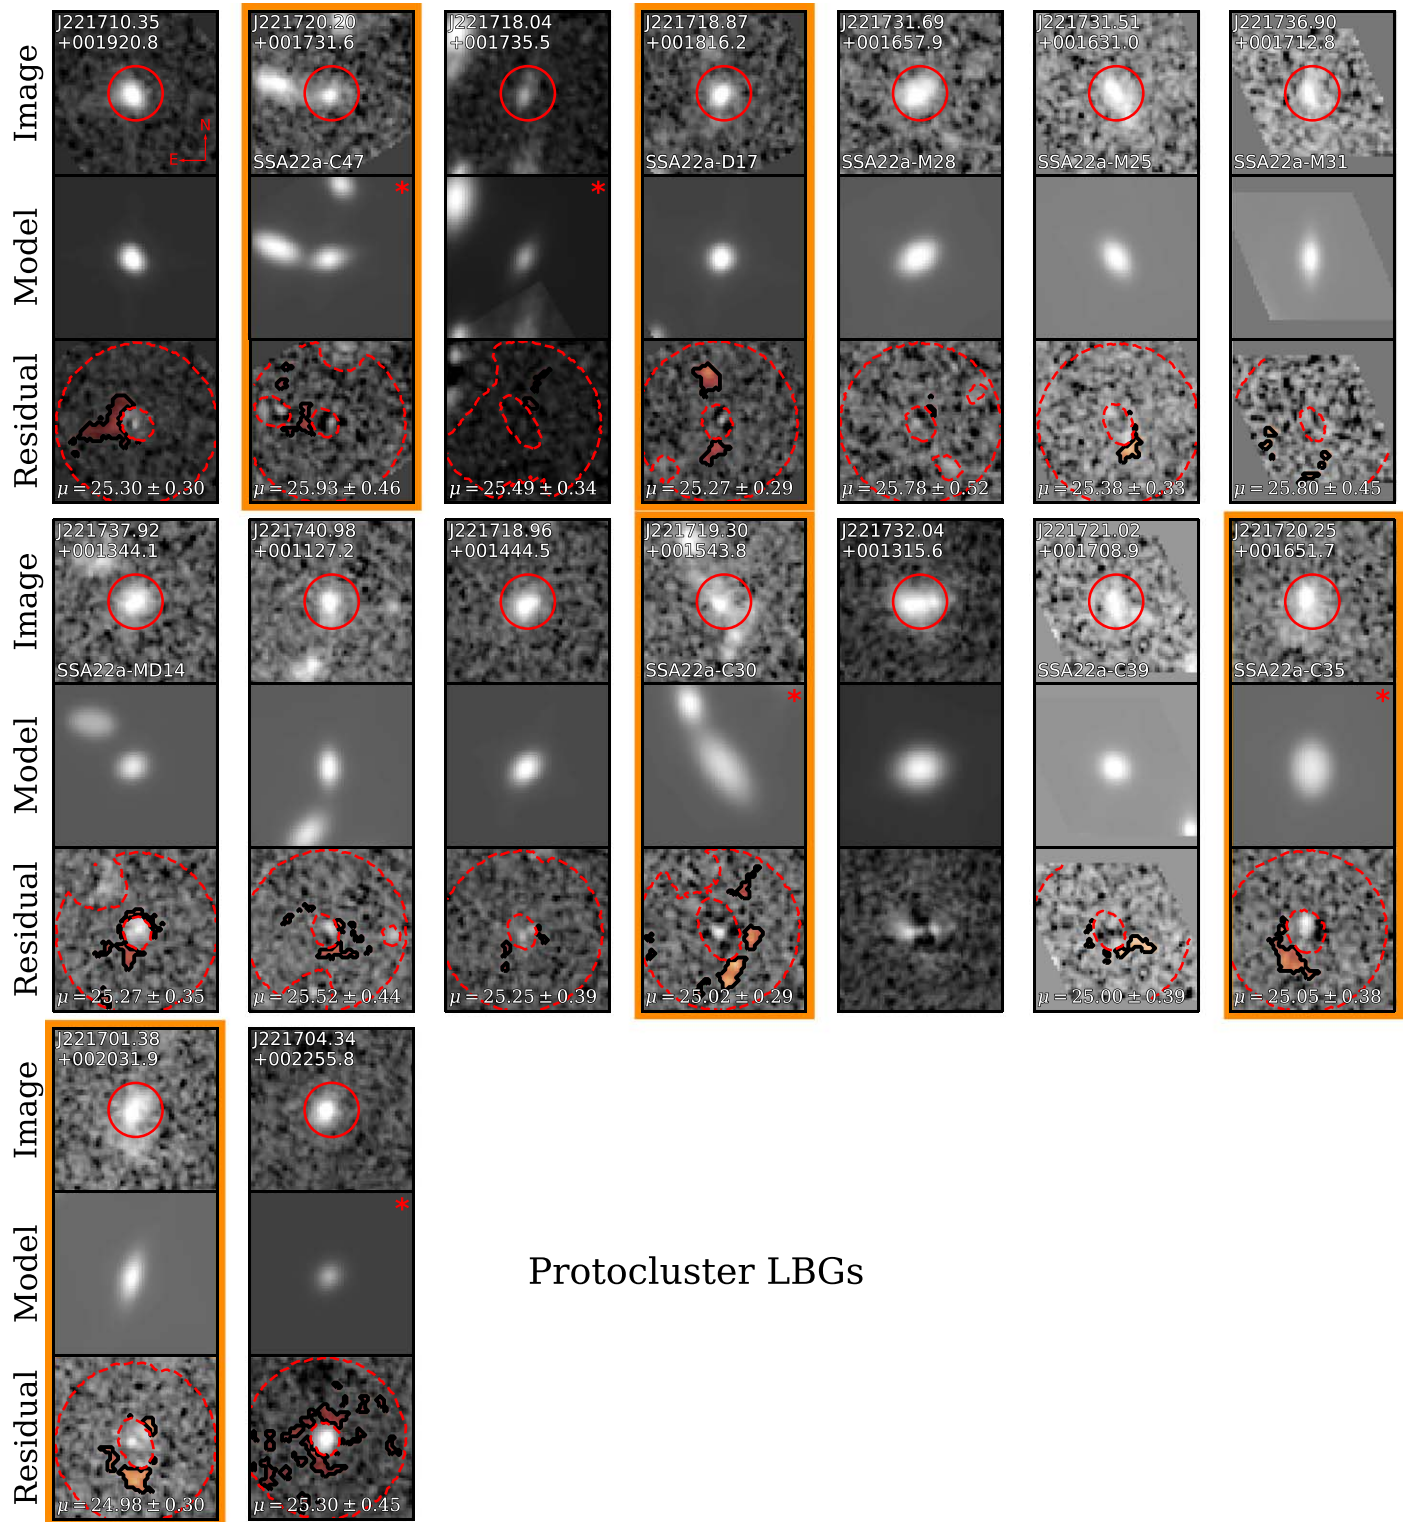 Image
J221710.35
+001920.8
N
E
J221720.20
+001731.6
SSA22a-C47
J221718.04
+001735.5
J221718.87
+001816.2
SSA22a-D17
J221731.69
+001657.9
SSA22a-M28
J221731.51
+001631.0
SSA22a-M25
J221736.90
+001712.8
SSA22a-M31
Model
*
*
Residual
μ = 25.30 ± 0.30
μ = 25.93 ± 0.46
μ = 25.49 ± 0.34
μ = 25.27 ± 0.29
μ = 25.78 ± 0.52
μ = 25.38 ± 0.33
μ = 25.80 ± 0.45
Image
J221737.92
+001344.1
SSA22a-MD14
J221740.98
+001127.2
J221718.96
+001444.5
J221719.30
+001543.8
SSA22a-C30
J221732.04
+001315.6
J221721.02
+001708.9
SSA22a-C39
J221720.25
+001651.7
SSA22a-C35
Model
*
*
Residual
μ = 25.27 ± 0.35
μ = 25.52 ± 0.44
μ = 25.25 ± 0.39
μ = 25.02 ± 0.29
μ = 25.00 ± 0.39
μ = 25.05 ± 0.38
Image
J221701.38
+002031.9
J221704.34
+002255.8
Model
*
Protocluster LBGs
Residual
μ = 24.98 ± 0.30
μ = 25.30 ± 0.45